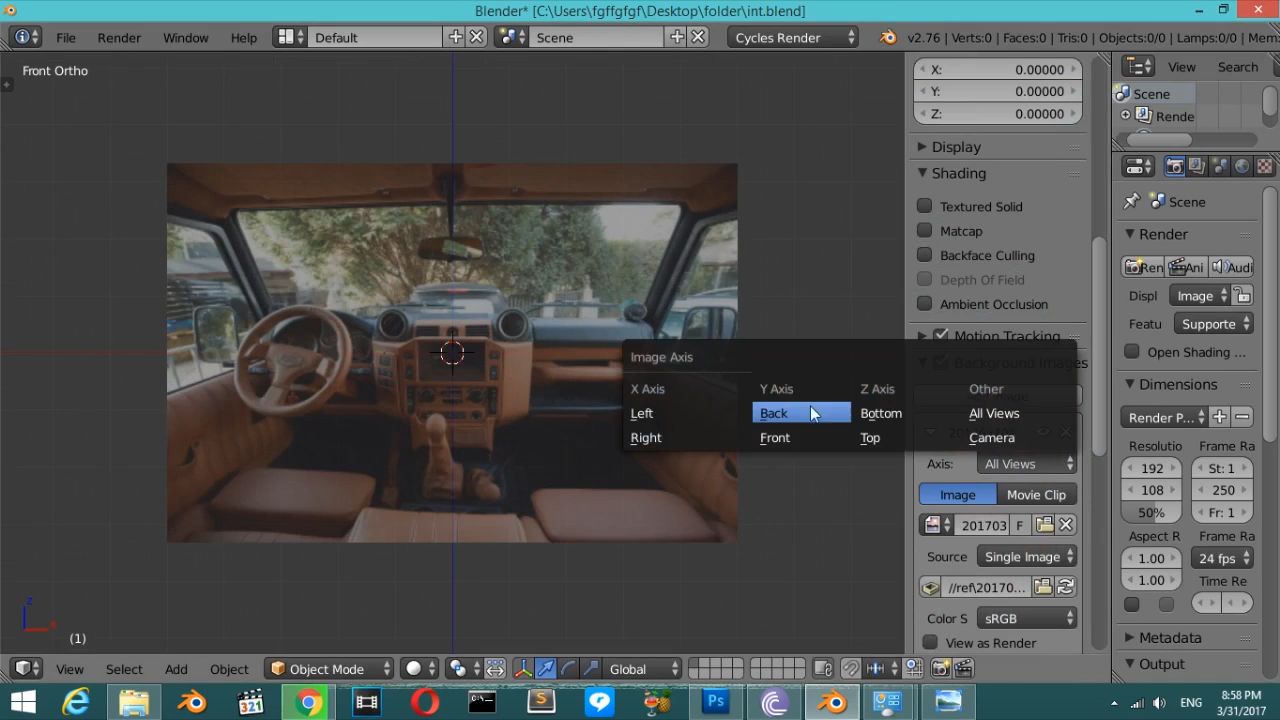 Blender* [C:\Users\fgffgfgf\Desktop\folder\int.blend]
File Render Window Help Default Scene Cycles Render v2.76 | Verts:0 | Faces:0 | Tris:0 | Objects:0/0 | Lamps:0/0 | Mem:
Front Ortho
X: 0.00000
Y: 0.00000
Z: 0.00000
Display
Shading
Textured Solid
Matcap
Backface Culling
Depth Of Field
Ambient Occlusion
Motion Tracking
Background Images
Image Axis
X Axis Y Axis Z Axis Other
Left Back Bottom All Views
Right Front Top Camera
Axis: All Views
Image Movie Clip
201703 F
Source Single Image
//ref\20170...
Color S sRGB
View as Render
View Search
Scene
Rende
Scene
Render
Ren Ani Audi
Displ Image
Featu Supporte
Open Shading ...
Dimensions
Render P...
Resolutio Frame Ra
192 St: 1
108 250
50% Fr: 1
Aspect R Frame Ra
1.00 24 fps
1.00 Time Re
Metadata
Output
z
x
(1)
View Select Add Object Object Mode Global
321
Ps
8:58 PM
3/31/2017